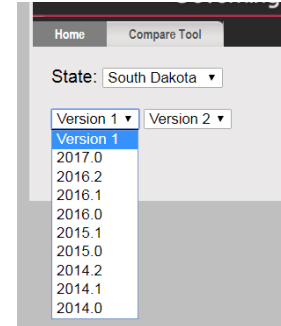 Home Compare Tool
State: South Dakota
Version 1 Version 2
Version 1
2017.0
2016.2
2016.1
2016.0
2015.1
2015.0
2014.2
2014.1
2014.0